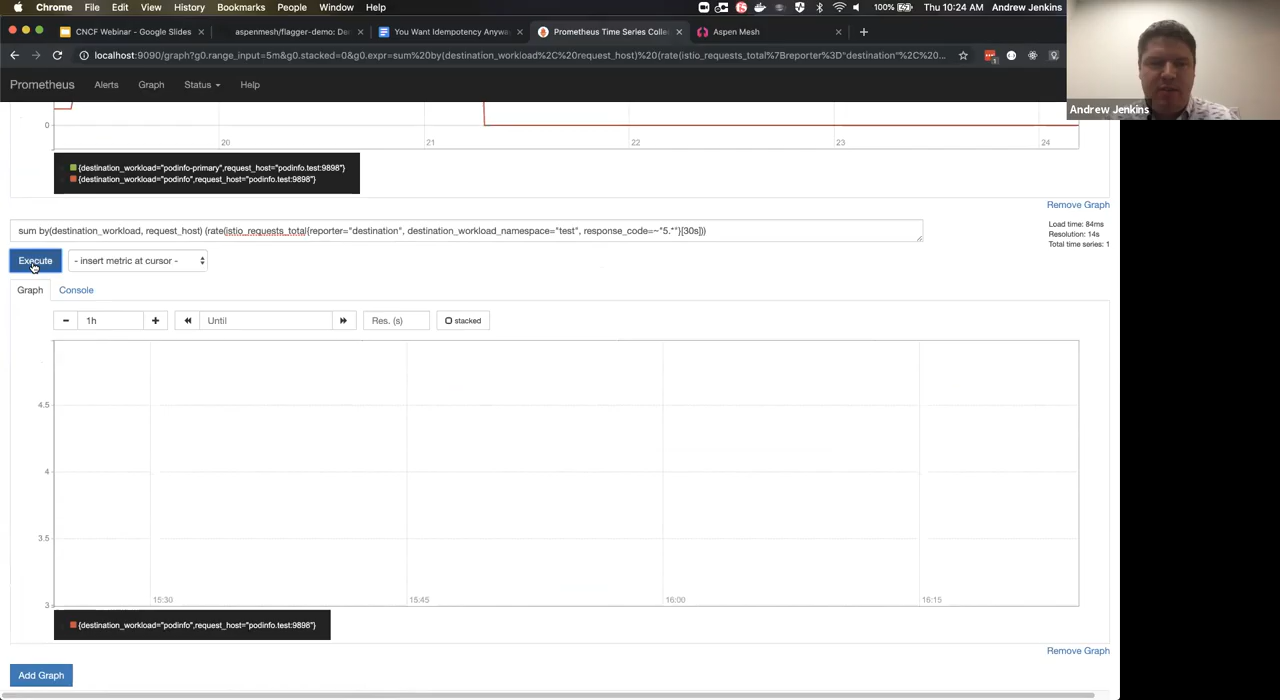 Chrome File Edit View History Bookmarks People Window Help 100% Thu 10:24 AM Andrew Jenkins
CNCF Webinar - Google Slides
aspenmesh/flagger-demo: De
You Want Idempotency Anywa
Prometheus Time Series Colle
Aspen Mesh
localhost:9090/graph?g0.range_input=5m&g0.stacked=0&g0.expr=sum%20by(destination_workload%2C%20request_host)%20(rate(istio_requests_total%7Breporter%3D"destination"%2C%20...
Andrew Jenkins
Prometheus Alerts Graph Status Help
0
20 21 22 23 24
{destination_workload="podinfo-primary",request_host="podinfo.test:9898"}
{destination_workload="podinfo",request_host="podinfo.test:9898"}
Remove Graph
sum by(destination_workload, request_host) (rate(istio_requests_total{reporter="destination", destination_workload_namespace="test", response_code=~"5.*"}[30s]))
Load time: 84ms
Resolution: 14s
Total time series: 1
Execute - insert metric at cursor -
Graph Console
- 1h + Until Res. (s) stacked
4.5
4
3.5
3
15:30 15:45 16:00 16:15
{destination_workload="podinfo",request_host="podinfo.test:9898"}
Remove Graph
Add Graph